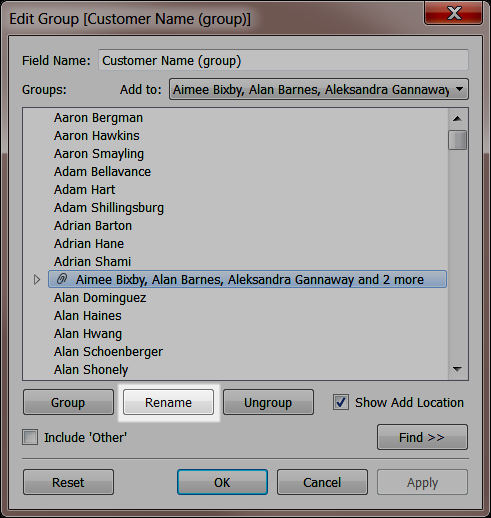 Edit Group [Customer Name (group)]
Field Name: Customer Name (group)
Groups: Add to: Aimee Bixby, Alan Barnes, Aleksandra Gannaway
Aaron Bergman
Aaron Hawkins
Aaron Smayling
Adam Bellavance
Adam Hart
Adam Shillingsburg
Adrian Barton
Adrian Hane
Adrian Shami
Aimee Bixby, Alan Barnes, Aleksandra Gannaway and 2 more
Alan Dominguez
Alan Haines
Alan Hwang
Alan Schoenberger
Alan Shonely
Group Rename Ungroup Show Add Location
Include 'Other' Find >>
Reset OK Cancel Apply